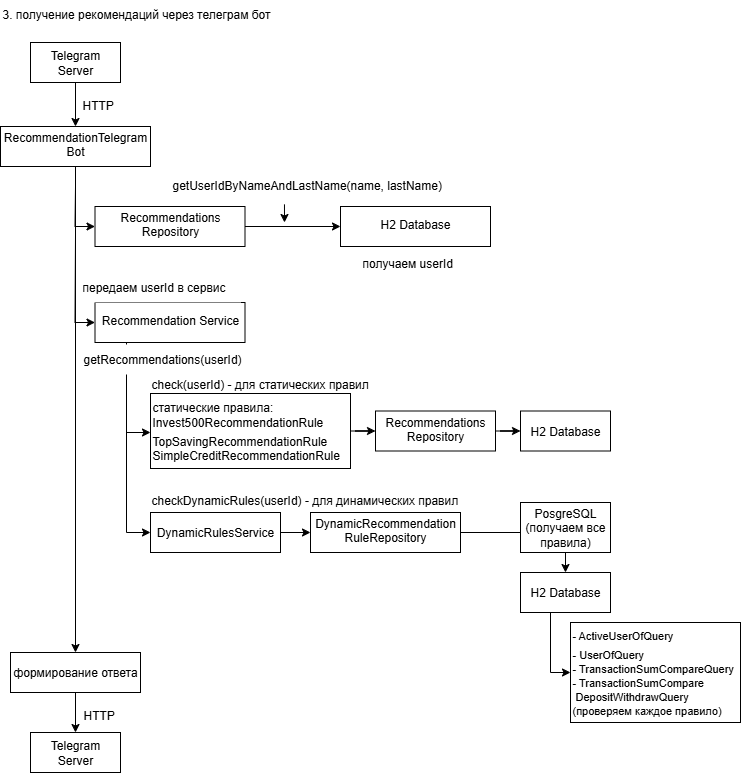 3. получение рекомендаций через телеграм бот
Telegram
Server
HTTP
RecommendationTelegram
Bot
getUserIdByNameAndLastName(name, lastName)
Recommendations
Repository
H2 Database
получаем userId
передаем userId в сервис
Recommendation Service
getRecommendations(userId)
check(userId) - для статических правил
статические правила:
Invest500RecommendationRule
TopSavingRecommendationRule
SimpleCreditRecommendationRule
Recommendations
Repository
H2 Database
checkDynamicRules(userId) - для динамических правил
DynamicRulesService
DynamicRecommendation
RuleRepository
PosgreSQL
(получаем все
правила)
H2 Database
- ActiveUserOfQuery
- UserOfQuery
- TransactionSumCompareQuery
- TransactionSumCompare
DepositWithdrawQuery
(проверяем каждое правило)
формирование ответа
HTTP
Telegram
Server